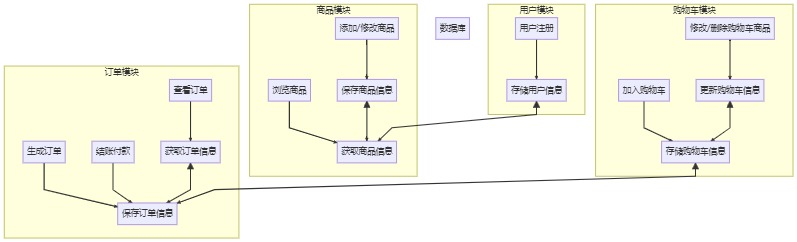 商品模块
用户模块
购物车模块
添加/修改商品
数据库
用户注册
修改/删除购物车商品
订单模块
查看订单
浏览商品
保存商品信息
存储用户信息
加入购物车
更新购物车信息
生成订单
结账付款
获取订单信息
获取商品信息
存储购物车信息
保存订单信息